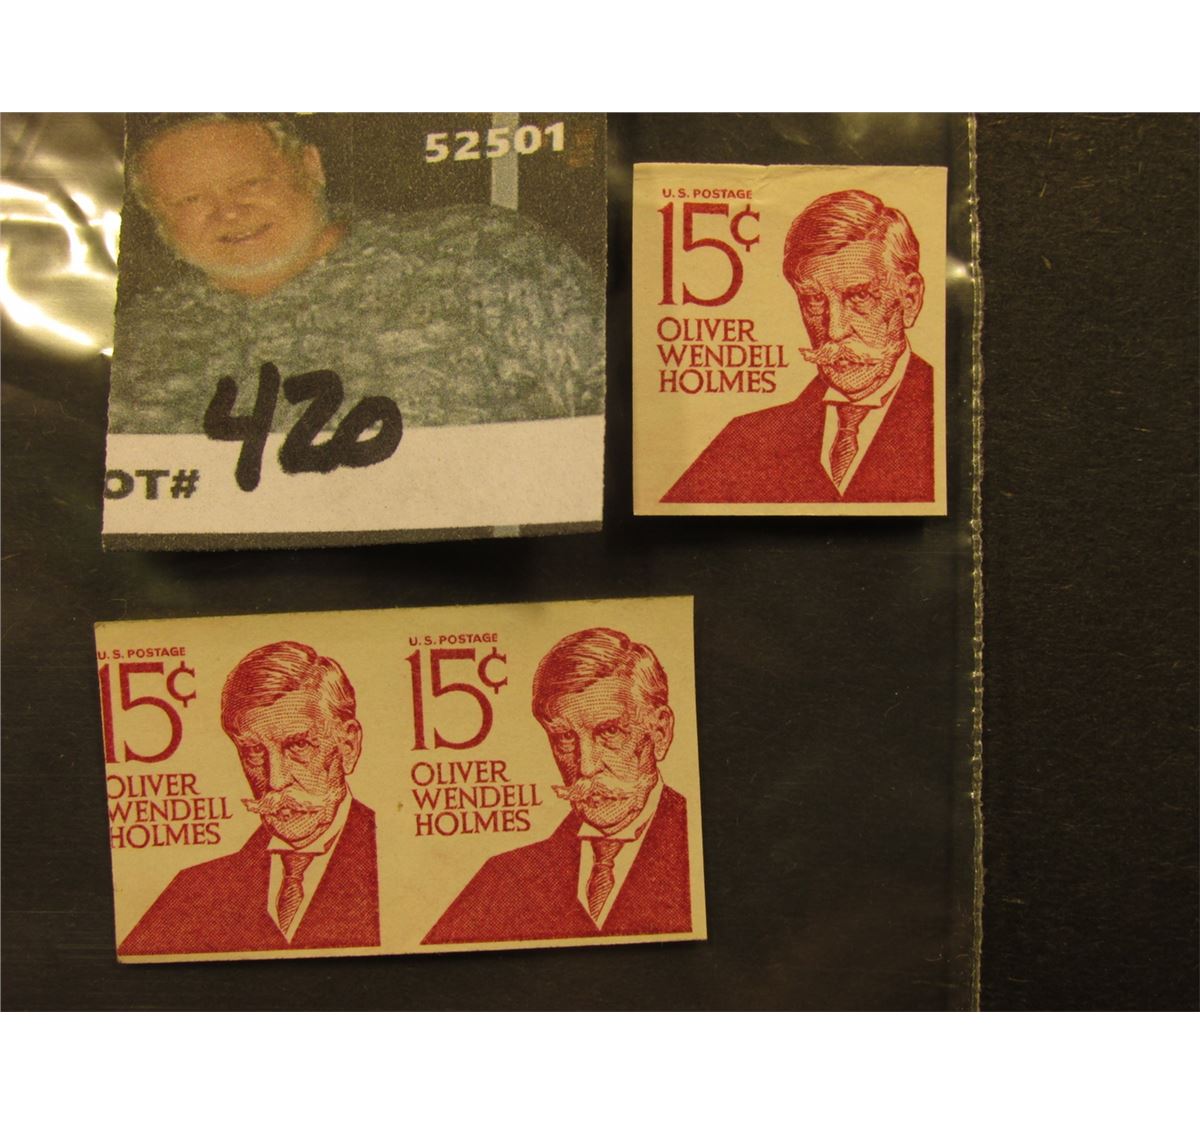 52501
420
OT#
U.S. POSTAGE
15¢
OLIVER
WENDELL
HOLMES
U.S. POSTAGE
15¢
OLIVER
WENDELL
HOLMES
U.S. POSTAGE
15¢
OLIVER
WENDELL
HOLMES